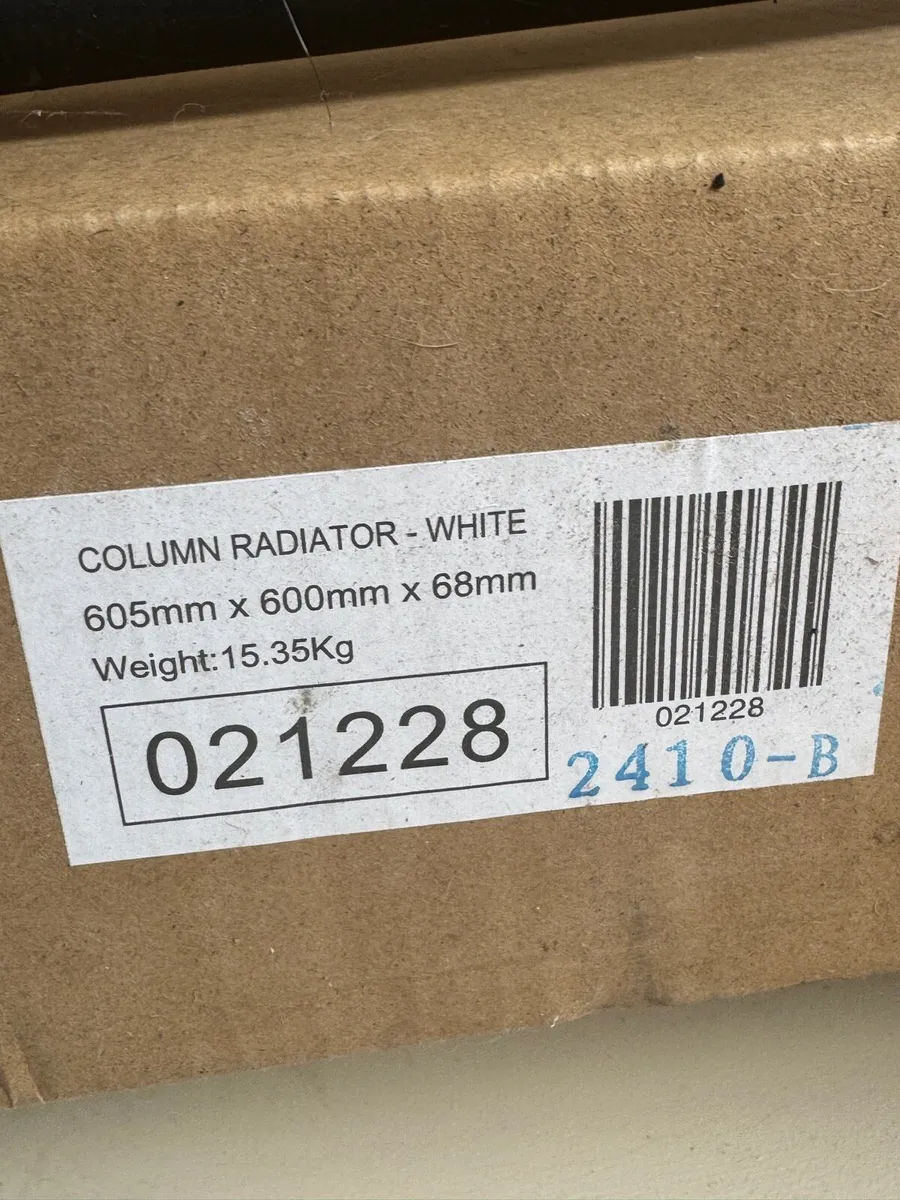 COLUMN RADIATOR - WHITE
605mm x 600mm x 68mm
Weight:15.35Kg
021228
021228
2410-B